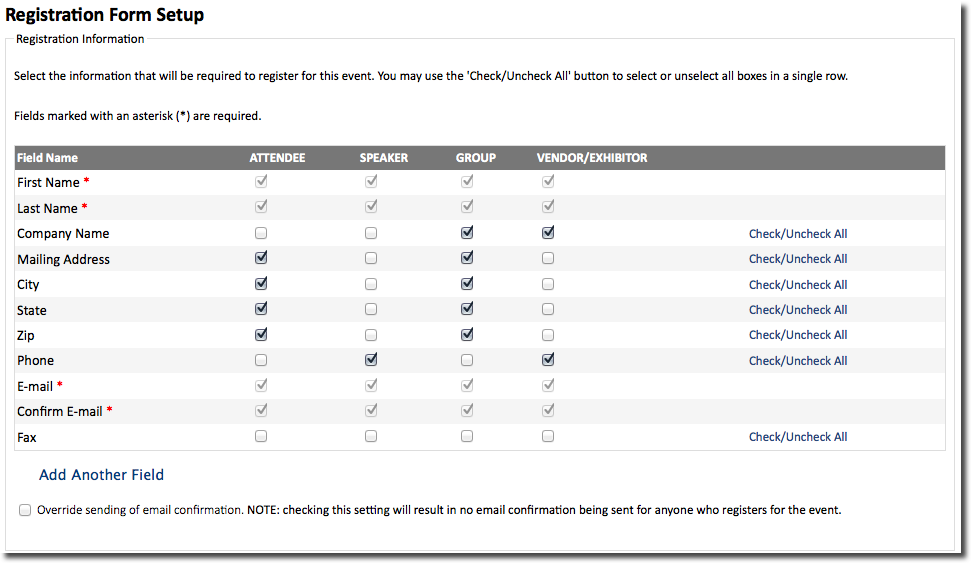 Registration Form Setup
Registration Information
Select the information that will be required to register for this event. You may use the 'Check/Uncheck All' button to select or unselect all boxes in a single row.
Fields marked with an asterisk (*) are required.
Field Name ATTENDEE SPEAKER GROUP VENDOR/EXHIBITOR
First Name *
Last Name *
Company Name Check/Uncheck All
Mailing Address Check/Uncheck All
City Check/Uncheck All
State Check/Uncheck All
Zip Check/Uncheck All
Phone Check/Uncheck All
E-mail *
Confirm E-mail *
Fax Check/Uncheck All
Add Another Field
Override sending of email confirmation. NOTE: checking this setting will result in no email confirmation being sent for anyone who registers for the event.